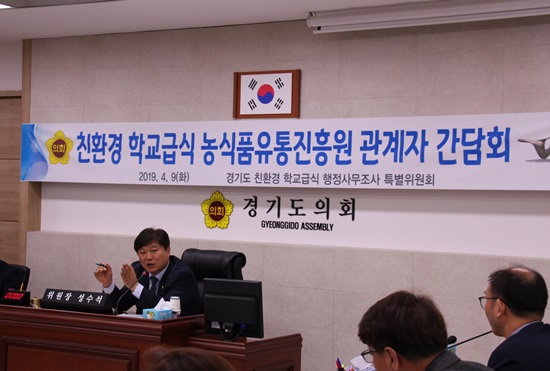 의회 친환경 학교급식 농식품유통진흥원 관계자 간담회
2019. 4. 9(화) 경기도 친환경 학교급식 행정사무조사 특별위원회
의회 경기도의회
GYEONGGIDO ASSEMBLY
위원장 성수석